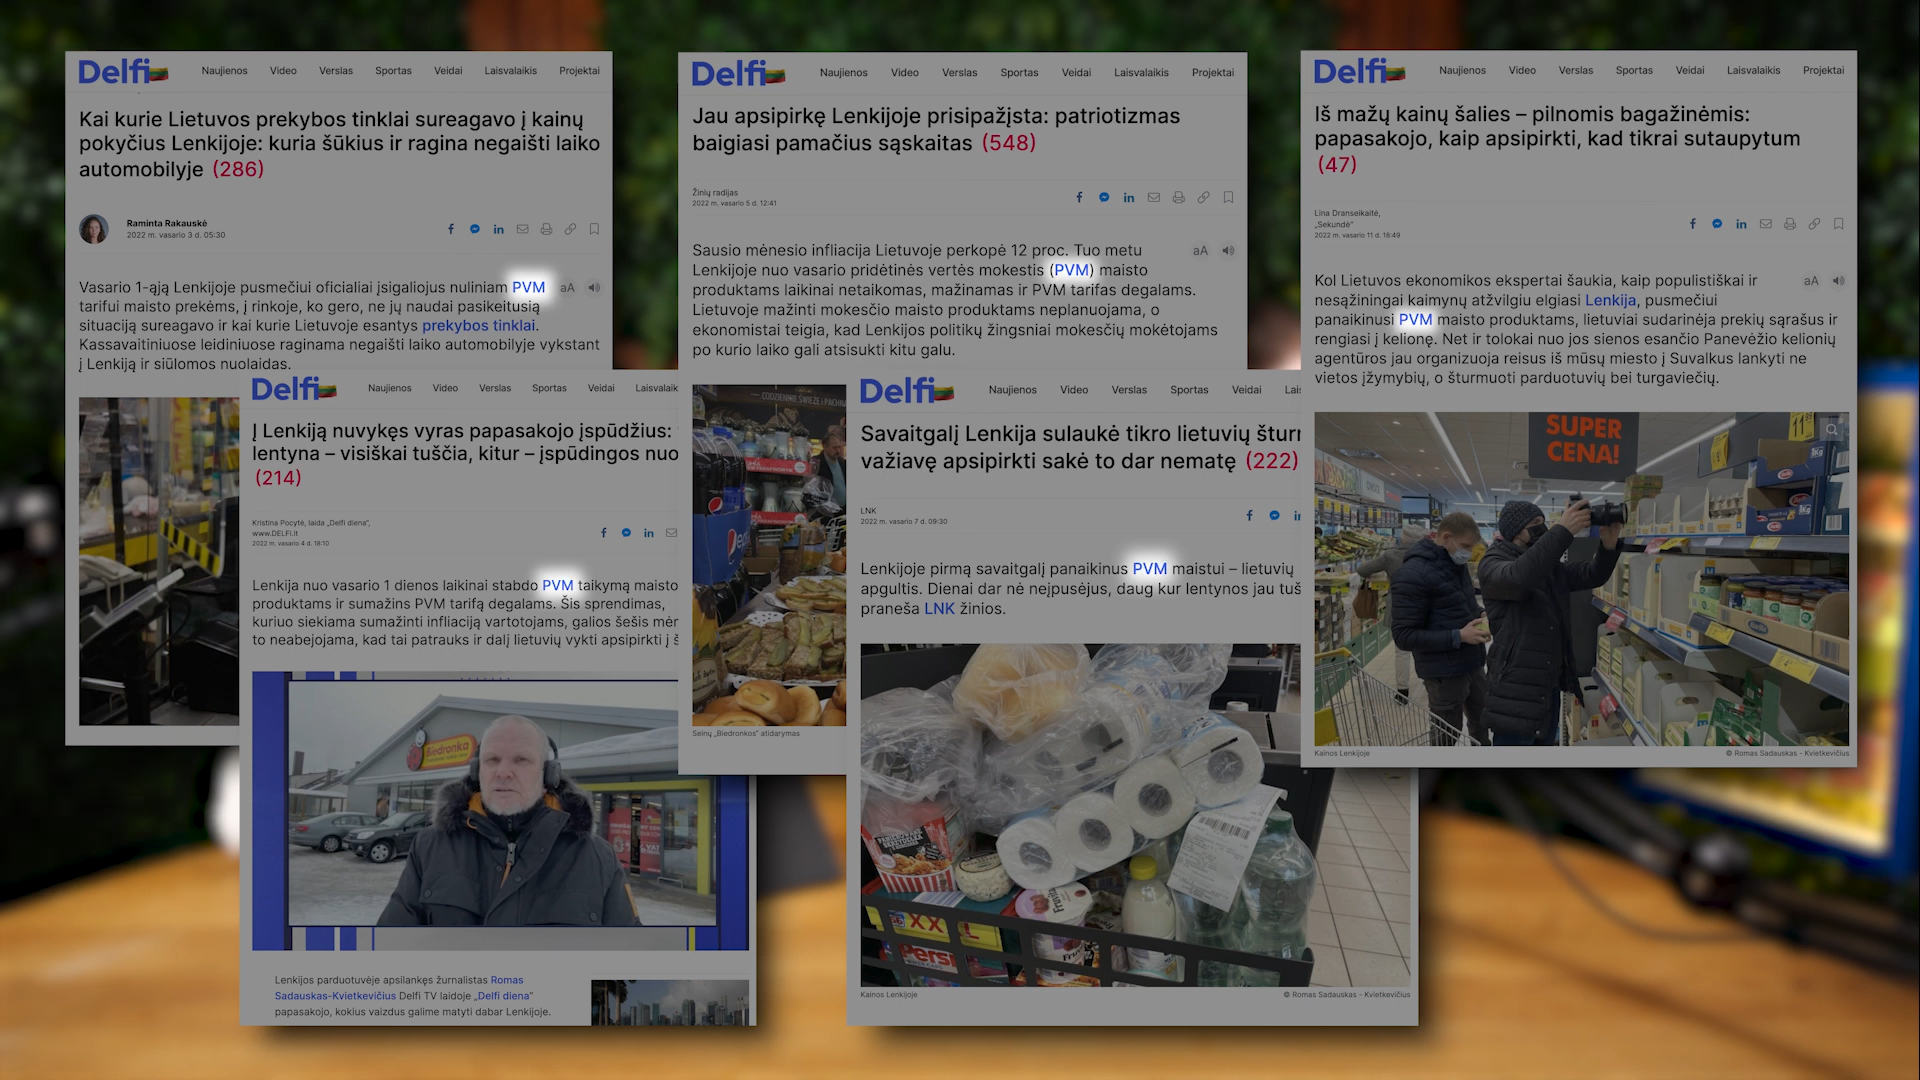 Delfi
Naujienos Video Verslas Sportas Veidai Laisvalaikis Projektai
Kai kurie Lietuvos prekybos tinklai sureagavo į kainų
pokyčius Lenkijoje: kuria šūkius ir ragina negaišti laiko
automobilyje (286)
Raminta Rakauskė
2022 m. vasario 3 d. 05:30
Vasario 1-ąją Lenkijoje pusmečiui oficialiai įsigaliojus nuliniam PVM
aA
tarifui maisto prekėms, į rinkoje, ko gero, ne jų naudai pasikeitusią
situaciją sureagavo ir kai kurie Lietuvoje esantys prekybos tinklai.
Kassavaitiniuose leidiniuose raginama negaišti laiko automobilyje vykstant
į Lenkiją ir siūlomos nuolaidos.
Delfi
Naujienos Video Verslas Sportas Veidai Laisvalaik
Į Lenkiją nuvykęs vyras papasakojo įspūdžius:
lentyna – visiškai tuščia, kitur – įspūdingos nuo
(214)
Kristina Pocytė, laida „Delfi diena",
www.DELFI.lt
2022 m. vasario 4 d. 18:10
Lenkija nuo vasario 1 dienos laikinai stabdo PVM taikymą maisto
produktams ir sumažins PVM tarifą degalams. Šis sprendimas,
kuriuo siekiama sumažinti infliaciją vartotojams, galios šešis mėr
to neabejojama, kad tai patrauks ir dalį lietuvių vykti apsipirkti į š
Biedronka
Lenkijos parduotuvėje apsilankęs žurnalistas Romas
Sadauskas-Kvietkevičius Delfi TV laidoje „Delfi diena"
papasakojo, kokius vaizdus galime matyti dabar Lenkijoje.
Delfi
Naujienos Video Verslas Sportas Veidai Laisvalaikis Projektai
Jau apsipirkę Lenkijoje prisipažįsta: patriotizmas
baigiasi pamačius sąskaitas (548)
Žinių radijas
2022 m. vasario 5 d. 12:41
Sausio mėnesio infliacija Lietuvoje perkopė 12 proc. Tuo metu
aA
Lenkijoje nuo vasario pridėtinės vertės mokestis (PVM) maisto
produktams laikinai netaikomas, mažinamas ir PVM tarifas degalams.
Lietuvoje mažinti mokesčio maisto produktams neplanuojama, o
ekonomistai teigia, kad Lenkijos politikų žingsniai mokesčių mokėtojams
po kurio laiko gali atsisukti kitu galu.
CODZIENNIE ŚWIEŻE I PACHN
pepsi
Seinų „Biedronkos" atidarymas
Delfi
Naujienos Video Verslas Sportas Veidai Lai
Savaitgalį Lenkija sulaukė tikro lietuvių šturr
važiavę apsipirkti sakė to dar nematę (222)
LNK
2022 m. vasario 7 d. 09:30
Lenkijoje pirmą savaitgalį panaikinus PVM maistui – lietuvių
apgultis. Dienai dar nė neįpusėjus, daug kur lentynos jau tuš
praneša LNK žinios.
XXL
Pers
Kainos Lenkijoje
© Romas Sadauskas - Kvietkevičius
Delfi
Naujienos Video Verslas Sportas Veidai Laisvalaikis Projektai
Iš mažų kainų šalies – pilnomis bagažinėmis:
papasakojo, kaip apsipirkti, kad tikrai sutaupytum
(47)
Lina Dranseikaitė,
„Sekundė"
2022 m. vasario 11 d. 18:49
Kol Lietuvos ekonomikos ekspertai šaukia, kaip populistiškai ir
aA
nesąžiningai kaimynų atžvilgiu elgiasi Lenkija, pusmečiui
panaikinusi PVM maisto produktams, lietuviai sudarinėja prekių sąrašus ir
rengiasi į kelionę. Net ir tolokai nuo jos sienos esančio Panevėžio kelionių
agentūros jau organizuoja reisus iš mūsų miesto į Suvalkus lankyti ne
vietos įžymybių, o šturmuoti parduotuvių bei turgaviečių.
SUPER
CENA!
Kainos Lenkijoje
© Romas Sadauskas - Kvietkevičius